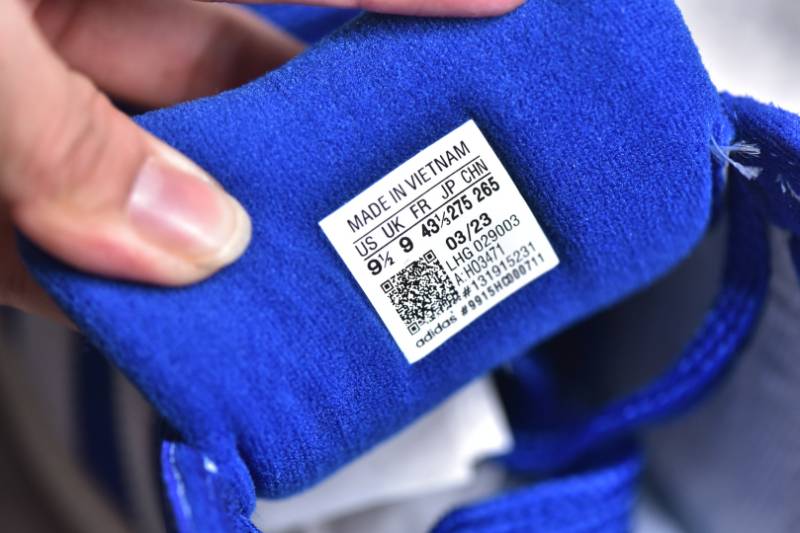 MADE IN VIETNAM
US UK FR JP CHN
9½ 9 43⅓ 275 265
03/23
LHG 029003
A:H03471
#131915231
adidas #9915HC000711